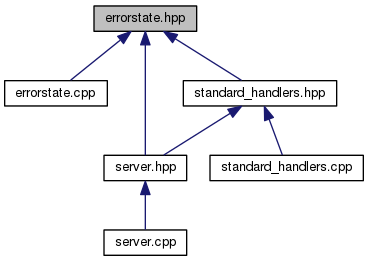 errorstate.hpp
errorstate.cpp
standard_handlers.hpp
server.hpp
standard_handlers.cpp
server.cpp